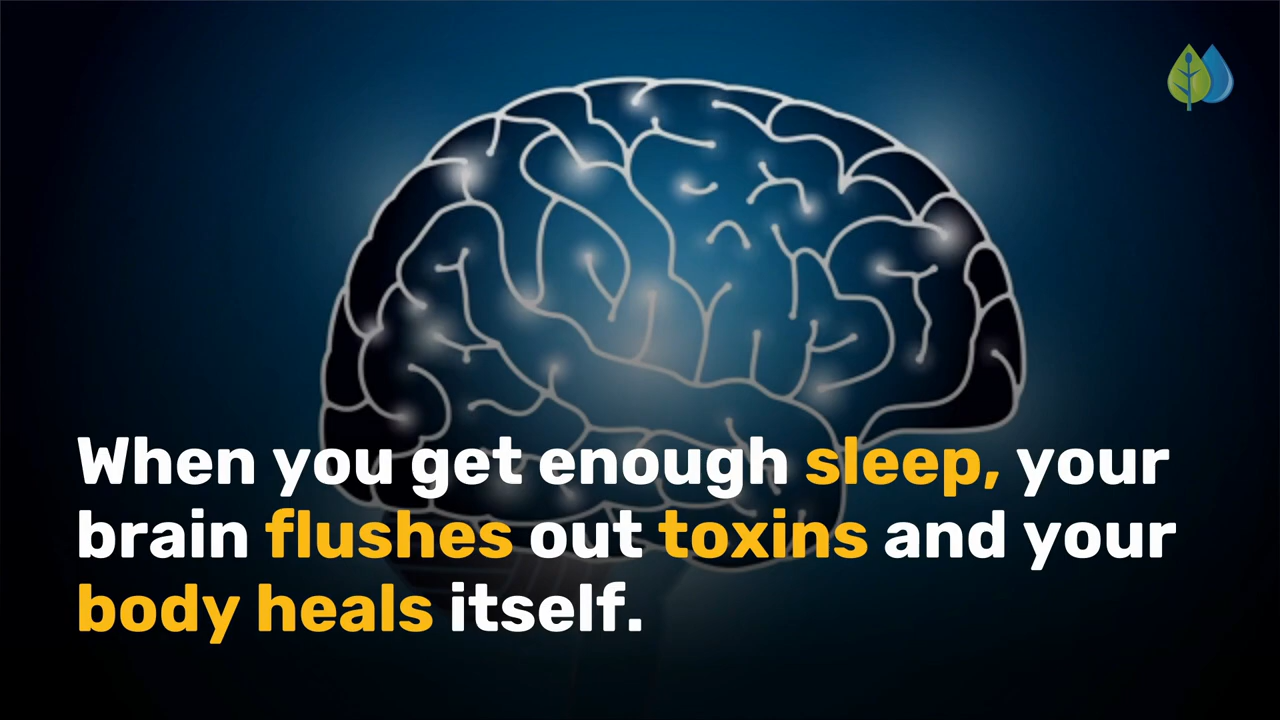 When you get enough sleep, your
brain flushes out toxins and your
body heals itself.